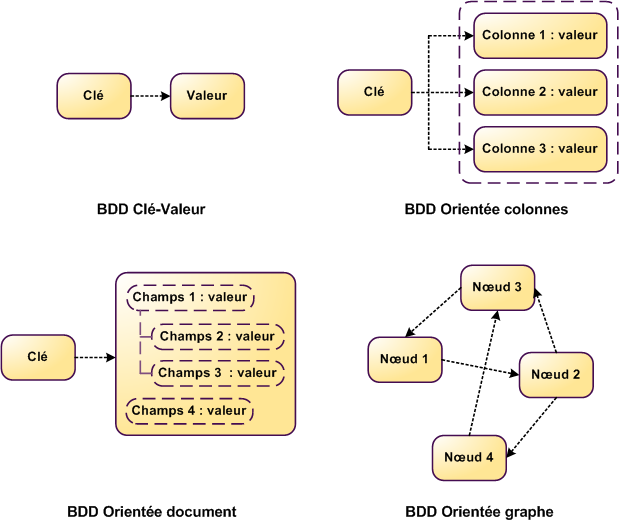 Clé
Valeur
BDD Clé-Valeur
Clé
Colonne 1 : valeur
Colonne 2 : valeur
Colonne 3 : valeur
BDD Orientée colonnes
Clé
Champs 1 : valeur
Champs 2 : valeur
Champs 3  : valeur
Champs 4 : valeur
BDD Orientée document
Nœud 3
Nœud 1
Nœud 2
Nœud 4
BDD Orientée graphe